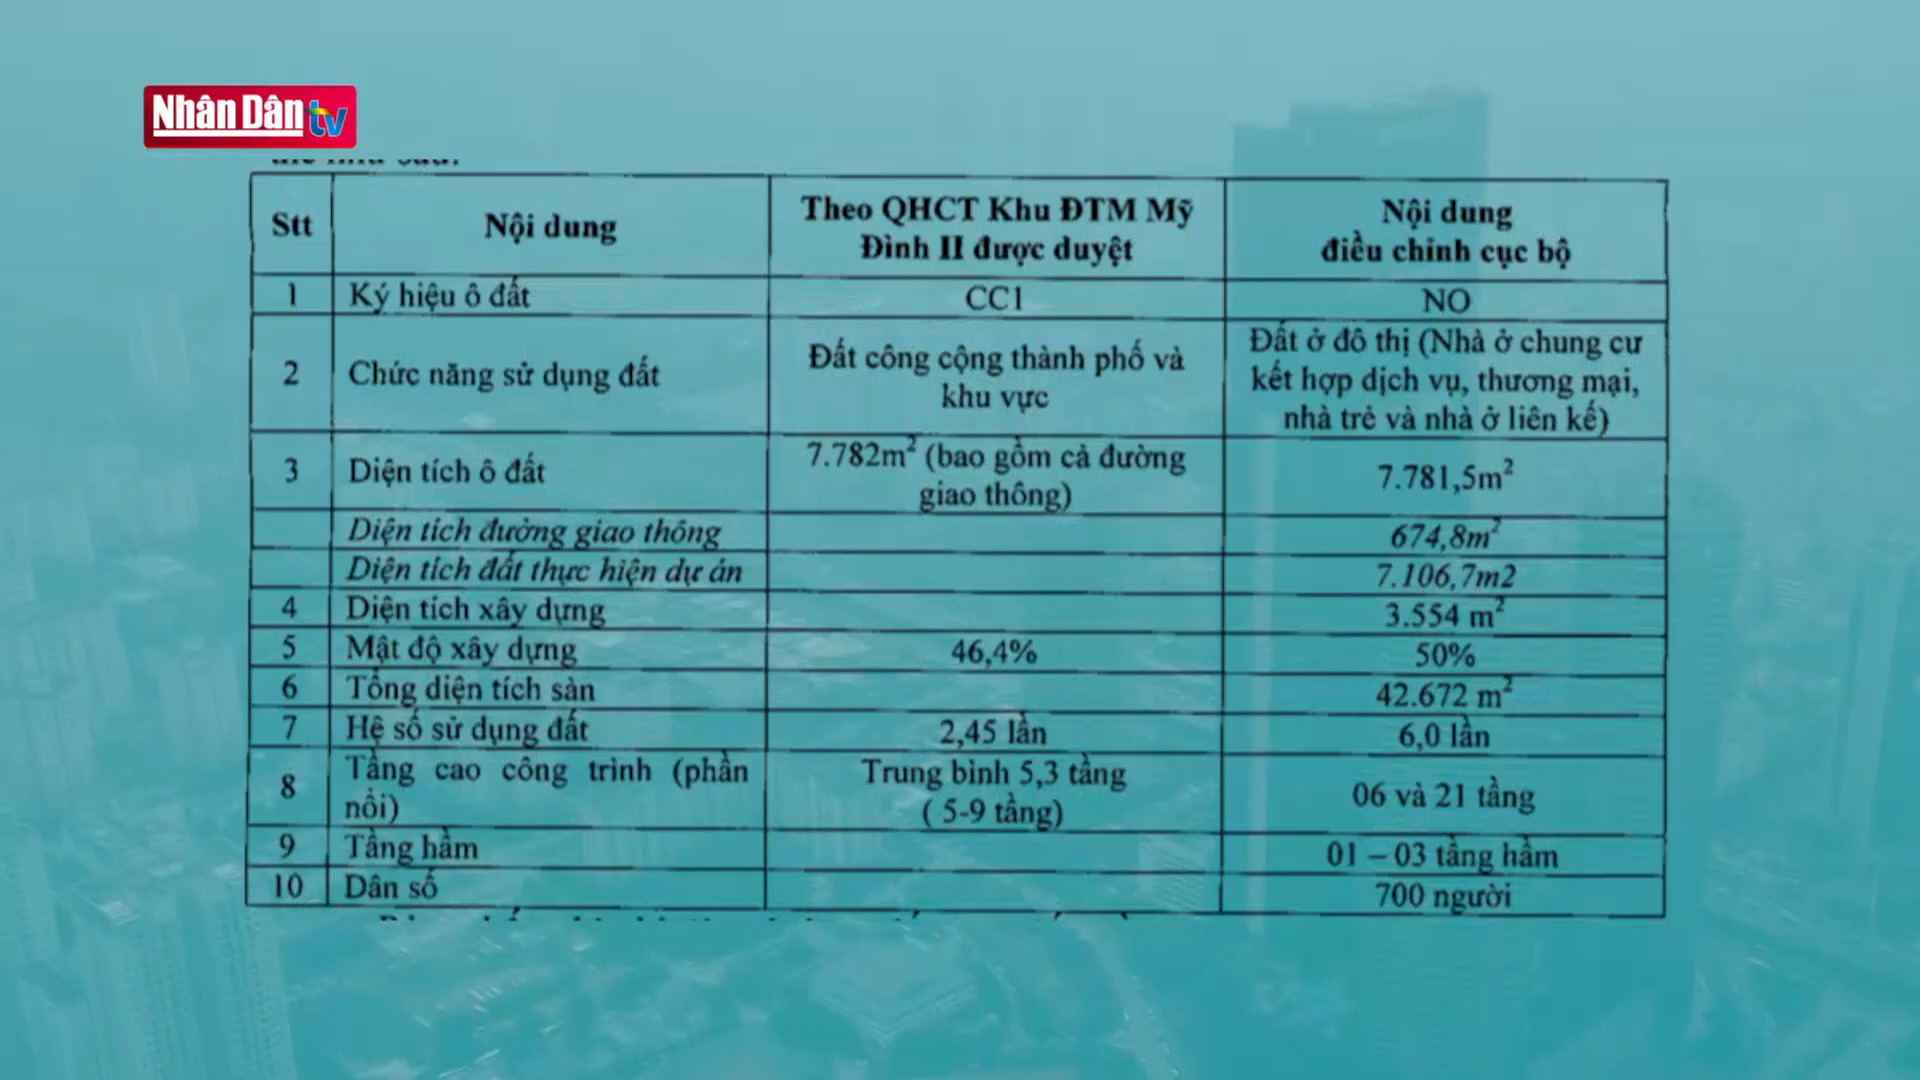 Nhân Dân tv
Stt
Nội dung
Theo QHCT Khu ĐTM Mỹ
Đình II được duyệt
Nội dung
điều chỉnh cục bộ
1
Ký hiệu ô đất
CC1
NO
2
Chức năng sử dụng đất
Đất công cộng thành phố và
khu vực
Đất ở đô thị (Nhà ở chung cư
kết hợp dịch vụ, thương mại,
nhà trẻ và nhà ở liên kế)
3
Diện tích ô đất
7.782m² (bao gồm cả đường
giao thông)
7.781,5m²
Diện tích đường giao thông
674,8m²
Diện tích đất thực hiện dự án
7.106,7m2
4
Diện tích xây dựng
3.554 m²
5
Mật độ xây dựng
46,4%
50%
6
Tổng diện tích sàn
42.672 m²
7
Hệ số sử dụng đất
2,45 lần
6,0 lần
8
Tầng cao công trình (phần
nổi)
Trung bình 5,3 tầng
( 5-9 tầng)
06 và 21 tầng
9
Tầng hầm
01 – 03 tầng hầm
10
Dân số
700 người